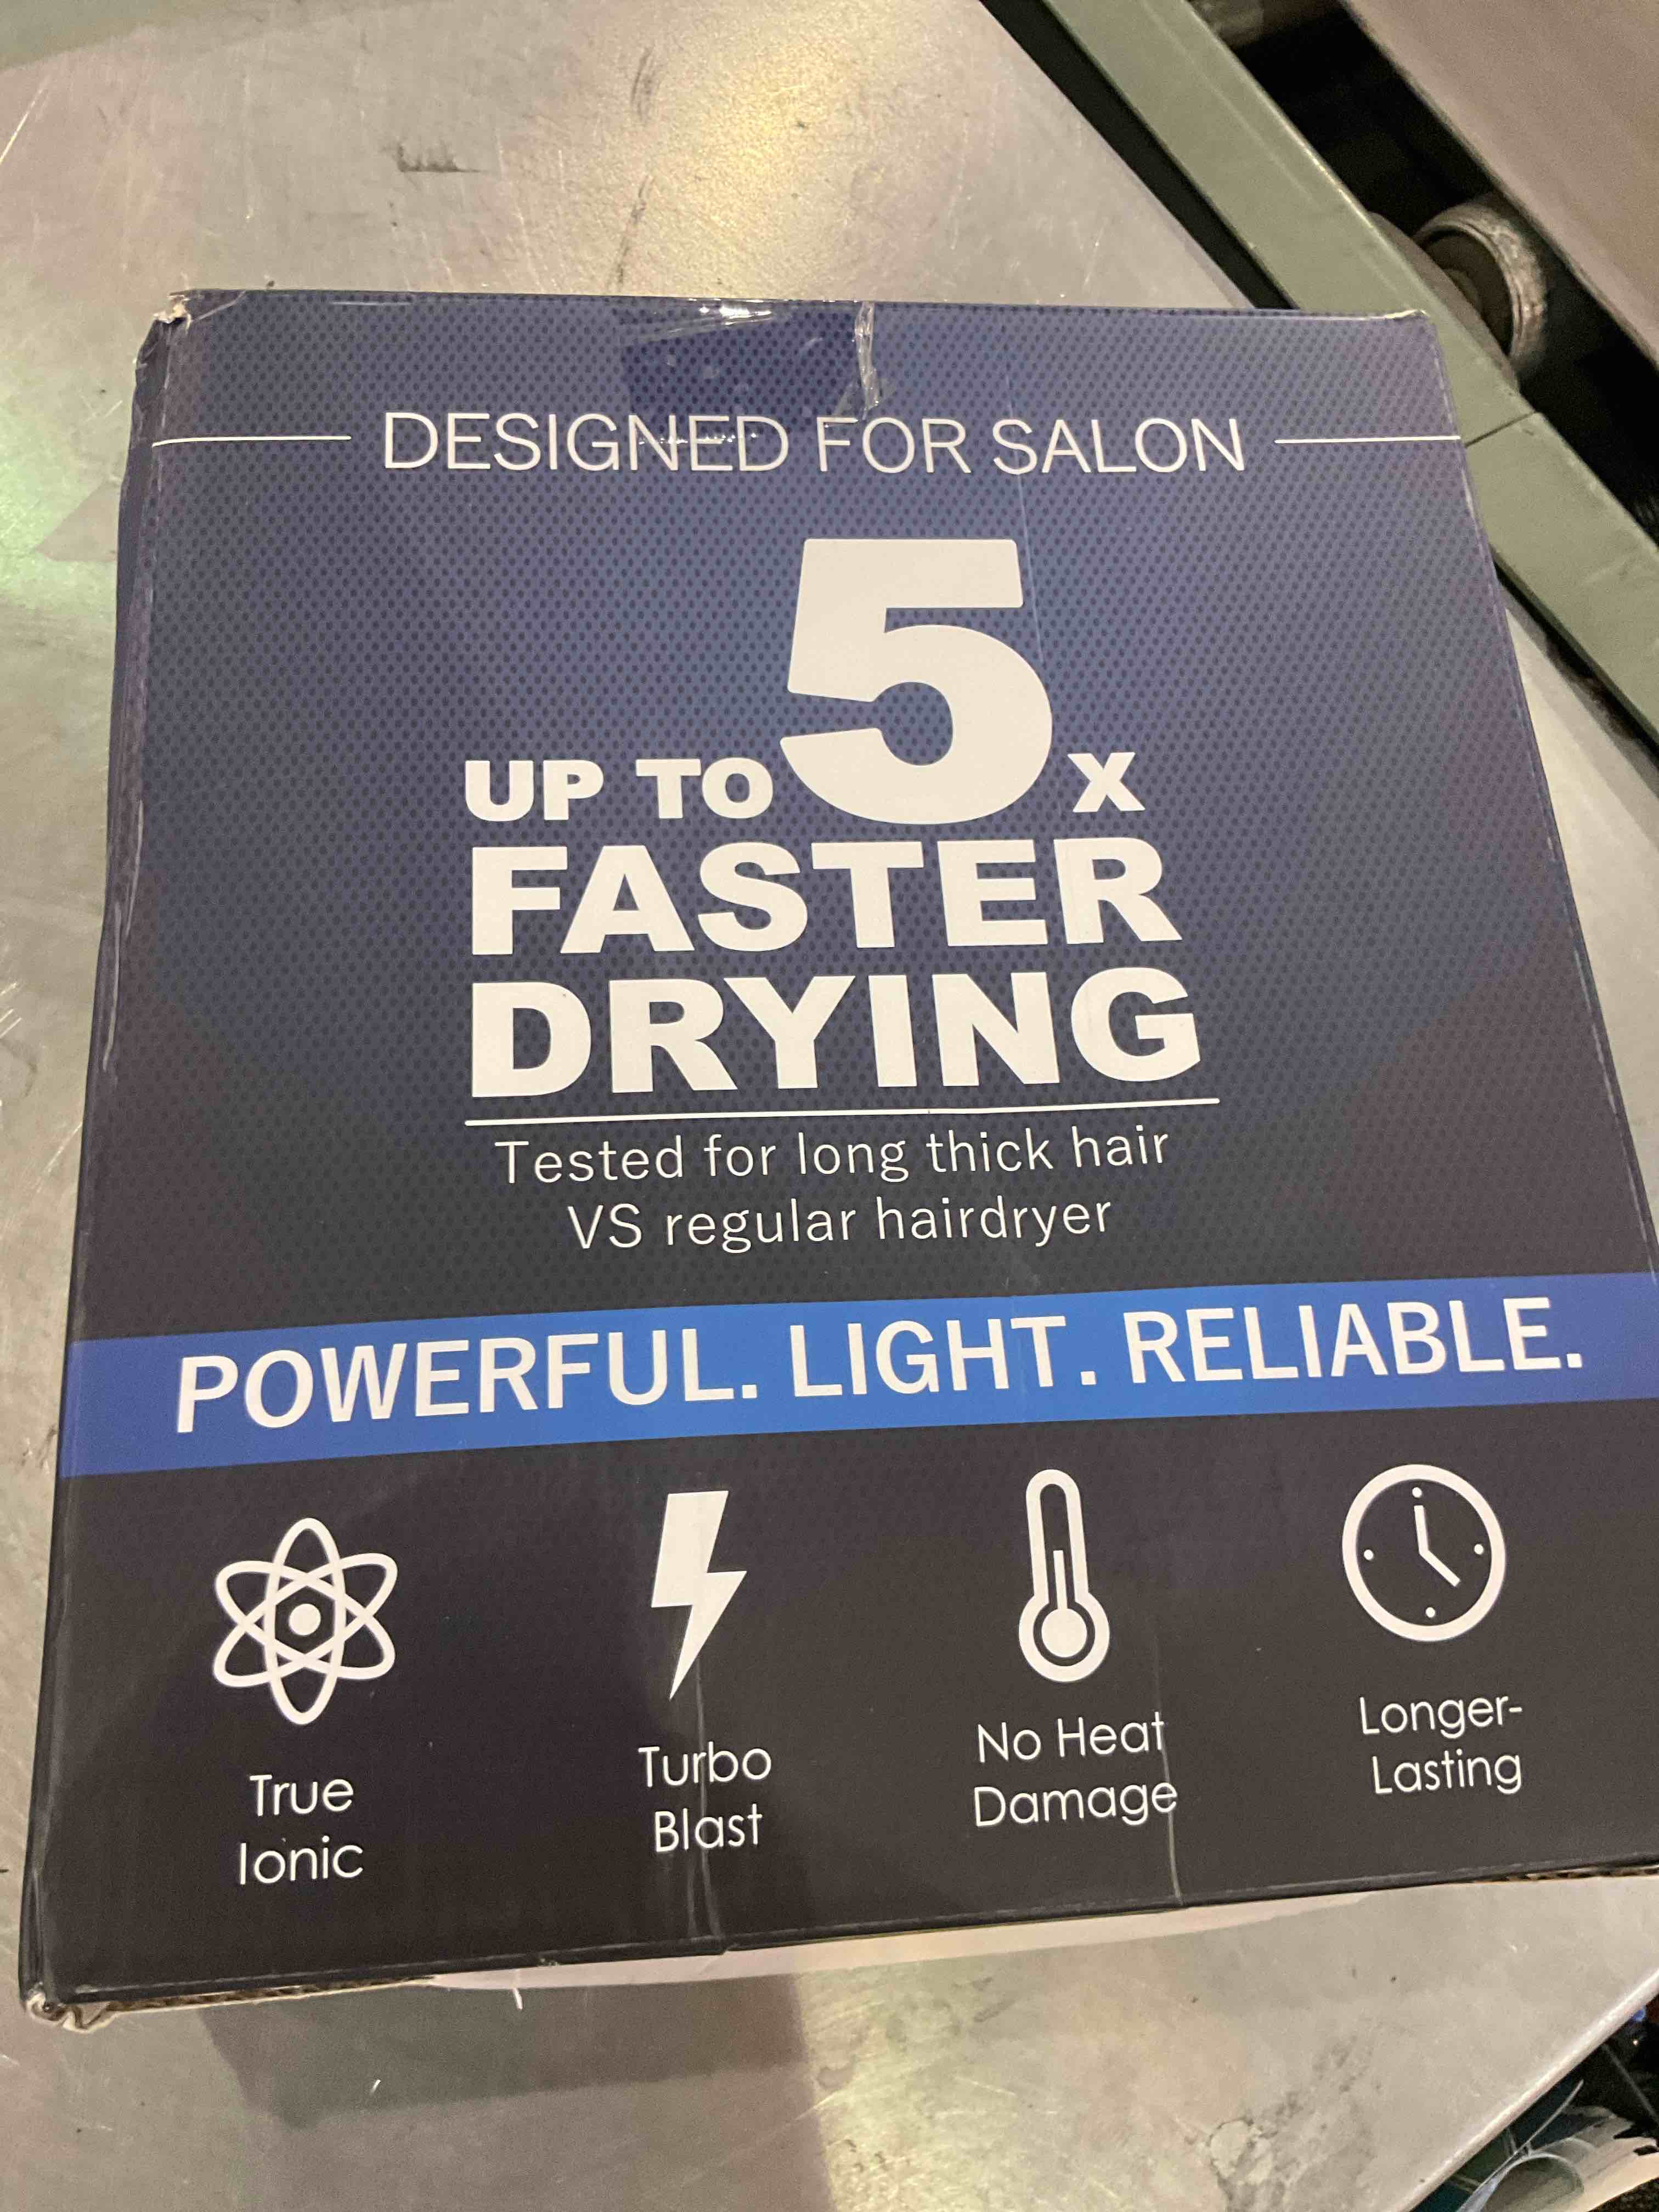 DESIGNED FOR SALON
UP TO 5 X
FASTER
DRYING
Tested for long thick hair
VS regular hairdryer
POWERFUL. LIGHT. RELIABLE.
True
Ionic
Turbo
Blast
No Heat
Damage
Longer-
Lasting